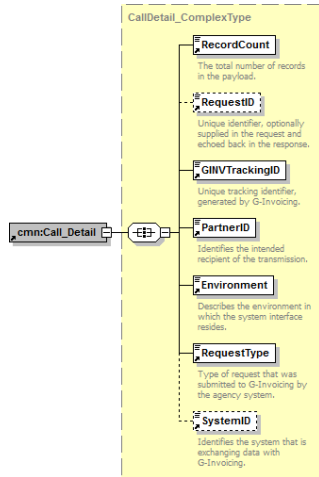 CallDetail_ComplexType
RecordCount
The total number of records
in the payload.
RequestID
Unique identifier, optionally
supplied in the request and
echoed back in the response.
GINVTrackingID
Unique tracking identifier,
generated by G-Invoicing.
cmn:Call_Detail
PartnerID
Identifies the intended
recipient of the transmission.
Environment
Describes the environment in
which the system interface
resides.
RequestType
Type of request that was
submitted to G-Invoicing by
the agency system.
SystemID
Identifies the system that is
exchanging data with
G-Invoicing.